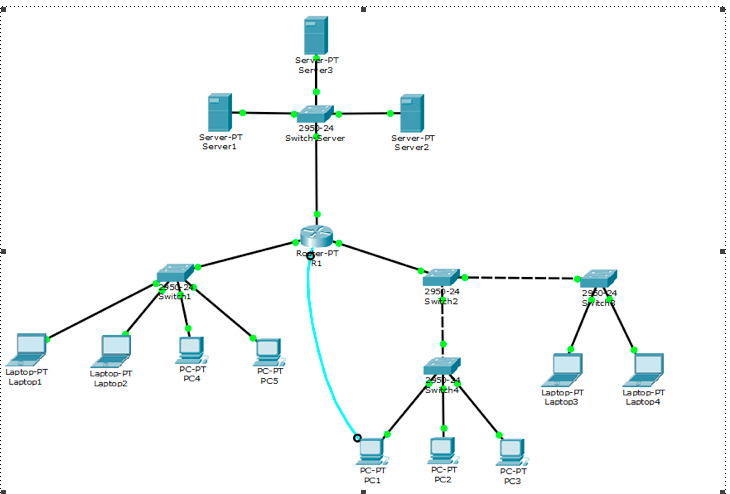 Server-PT
Server3
Server-PT
Server1
2950-24
Switch-Server
Server-PT
Server2
Router-PT
R1
2950-24
Switch1
2950-24
Switch2
2950-24
Switch3
Laptop-PT
Laptop1
Laptop-PT
Laptop2
PC-PT
PC4
PC-PT
PC5
2950-24
Switch4
Laptop-PT
Laptop3
Laptop-PT
Laptop4
PC-PT
PC1
PC-PT
PC2
PC-PT
PC3